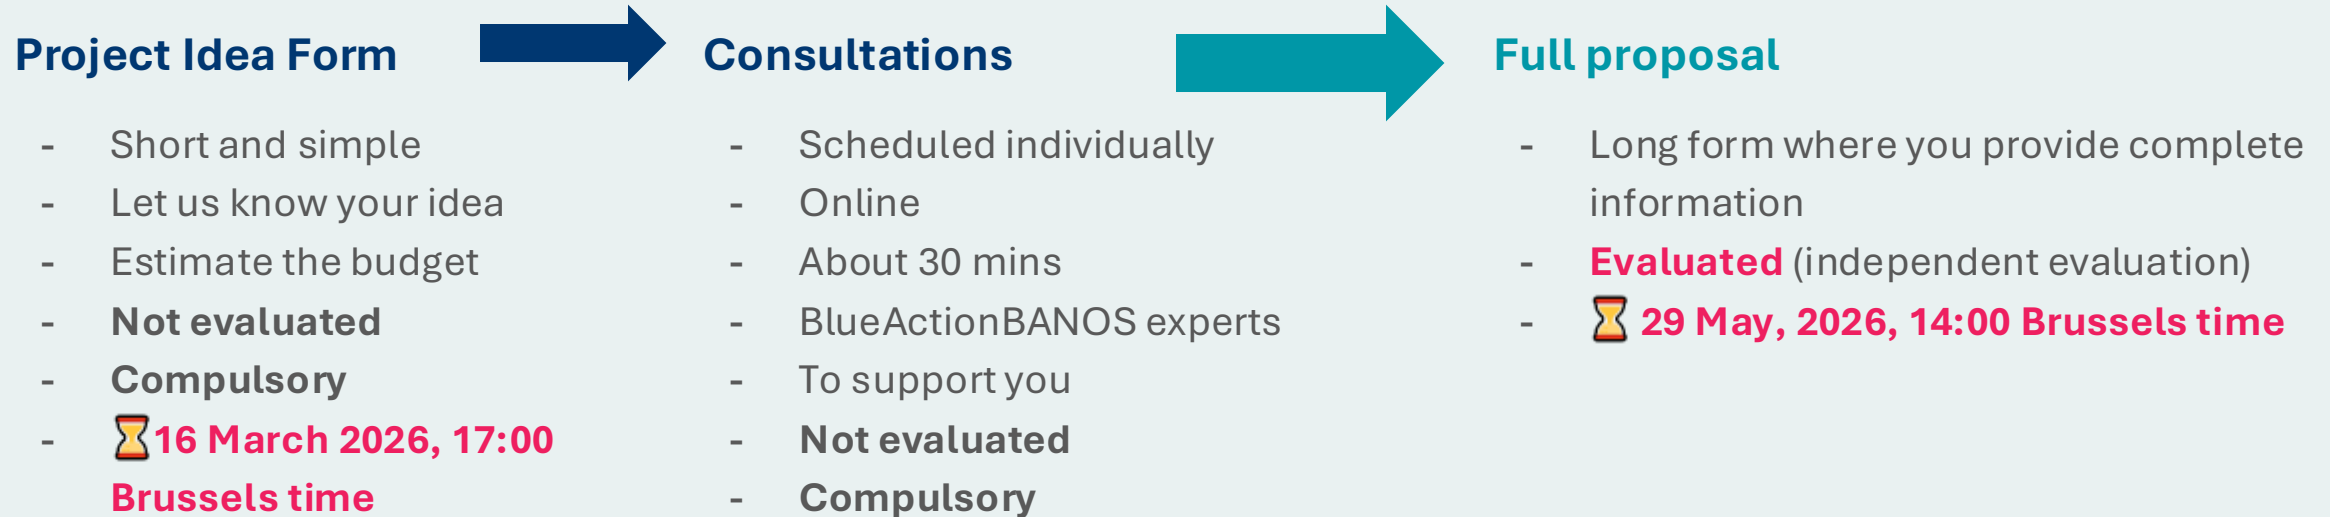 Project Idea Form
- Short and simple
- Let us know your idea
- Estimate the budget
- Not evaluated
- Compulsory
- ⏳16 March 2026, 17:00
Brussels time
Consultations
- Scheduled individually
- Online
- About 30 mins
- BlueActionBANOS experts
- To support you
- Not evaluated
- Compulsory
Full proposal
- Long form where you provide complete
information
- Evaluated (independent evaluation)
- ⏳ 29 May, 2026, 14:00 Brussels time